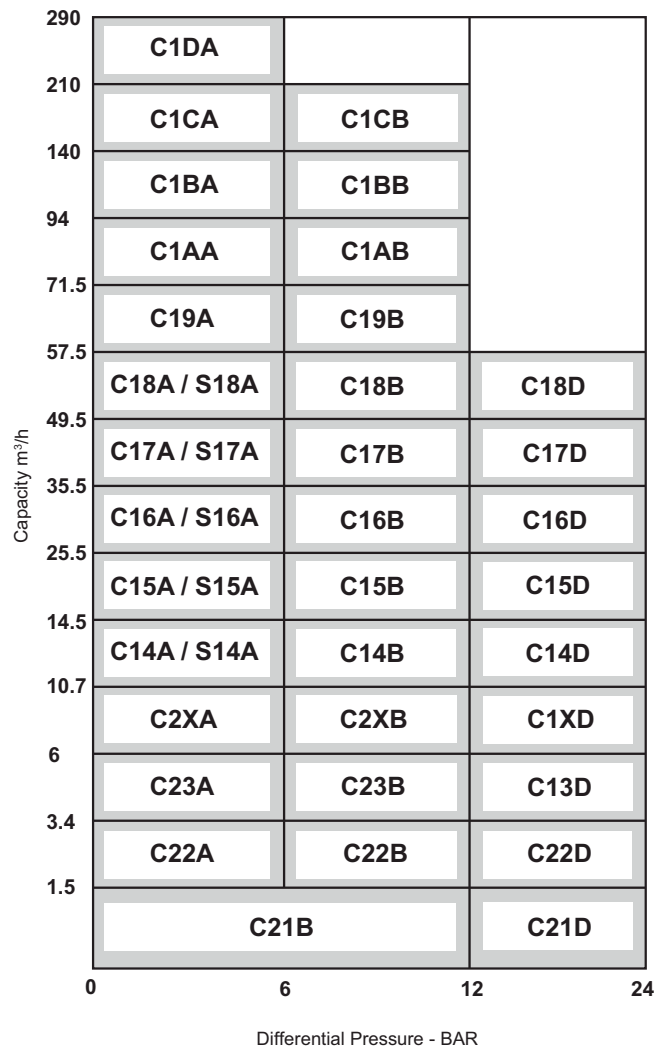 290
C1DA
210
C1CA C1CB
140
C1BA C1BB
94
C1AA C1AB
71.5
C19A C19B
57.5
C18A / S18A C18B C18D
49.5
C17A / S17A C17B C17D
35.5
C16A / S16A C16B C16D
25.5
C15A / S15A C15B C15D
14.5
C14A / S14A C14B C14D
10.7
C2XA C2XB C1XD
6
C23A C23B C13D
3.4
C22A C22B C22D
1.5
C21B C21D
0 6 12 24
Capacity m³/h
Differential Pressure - BAR